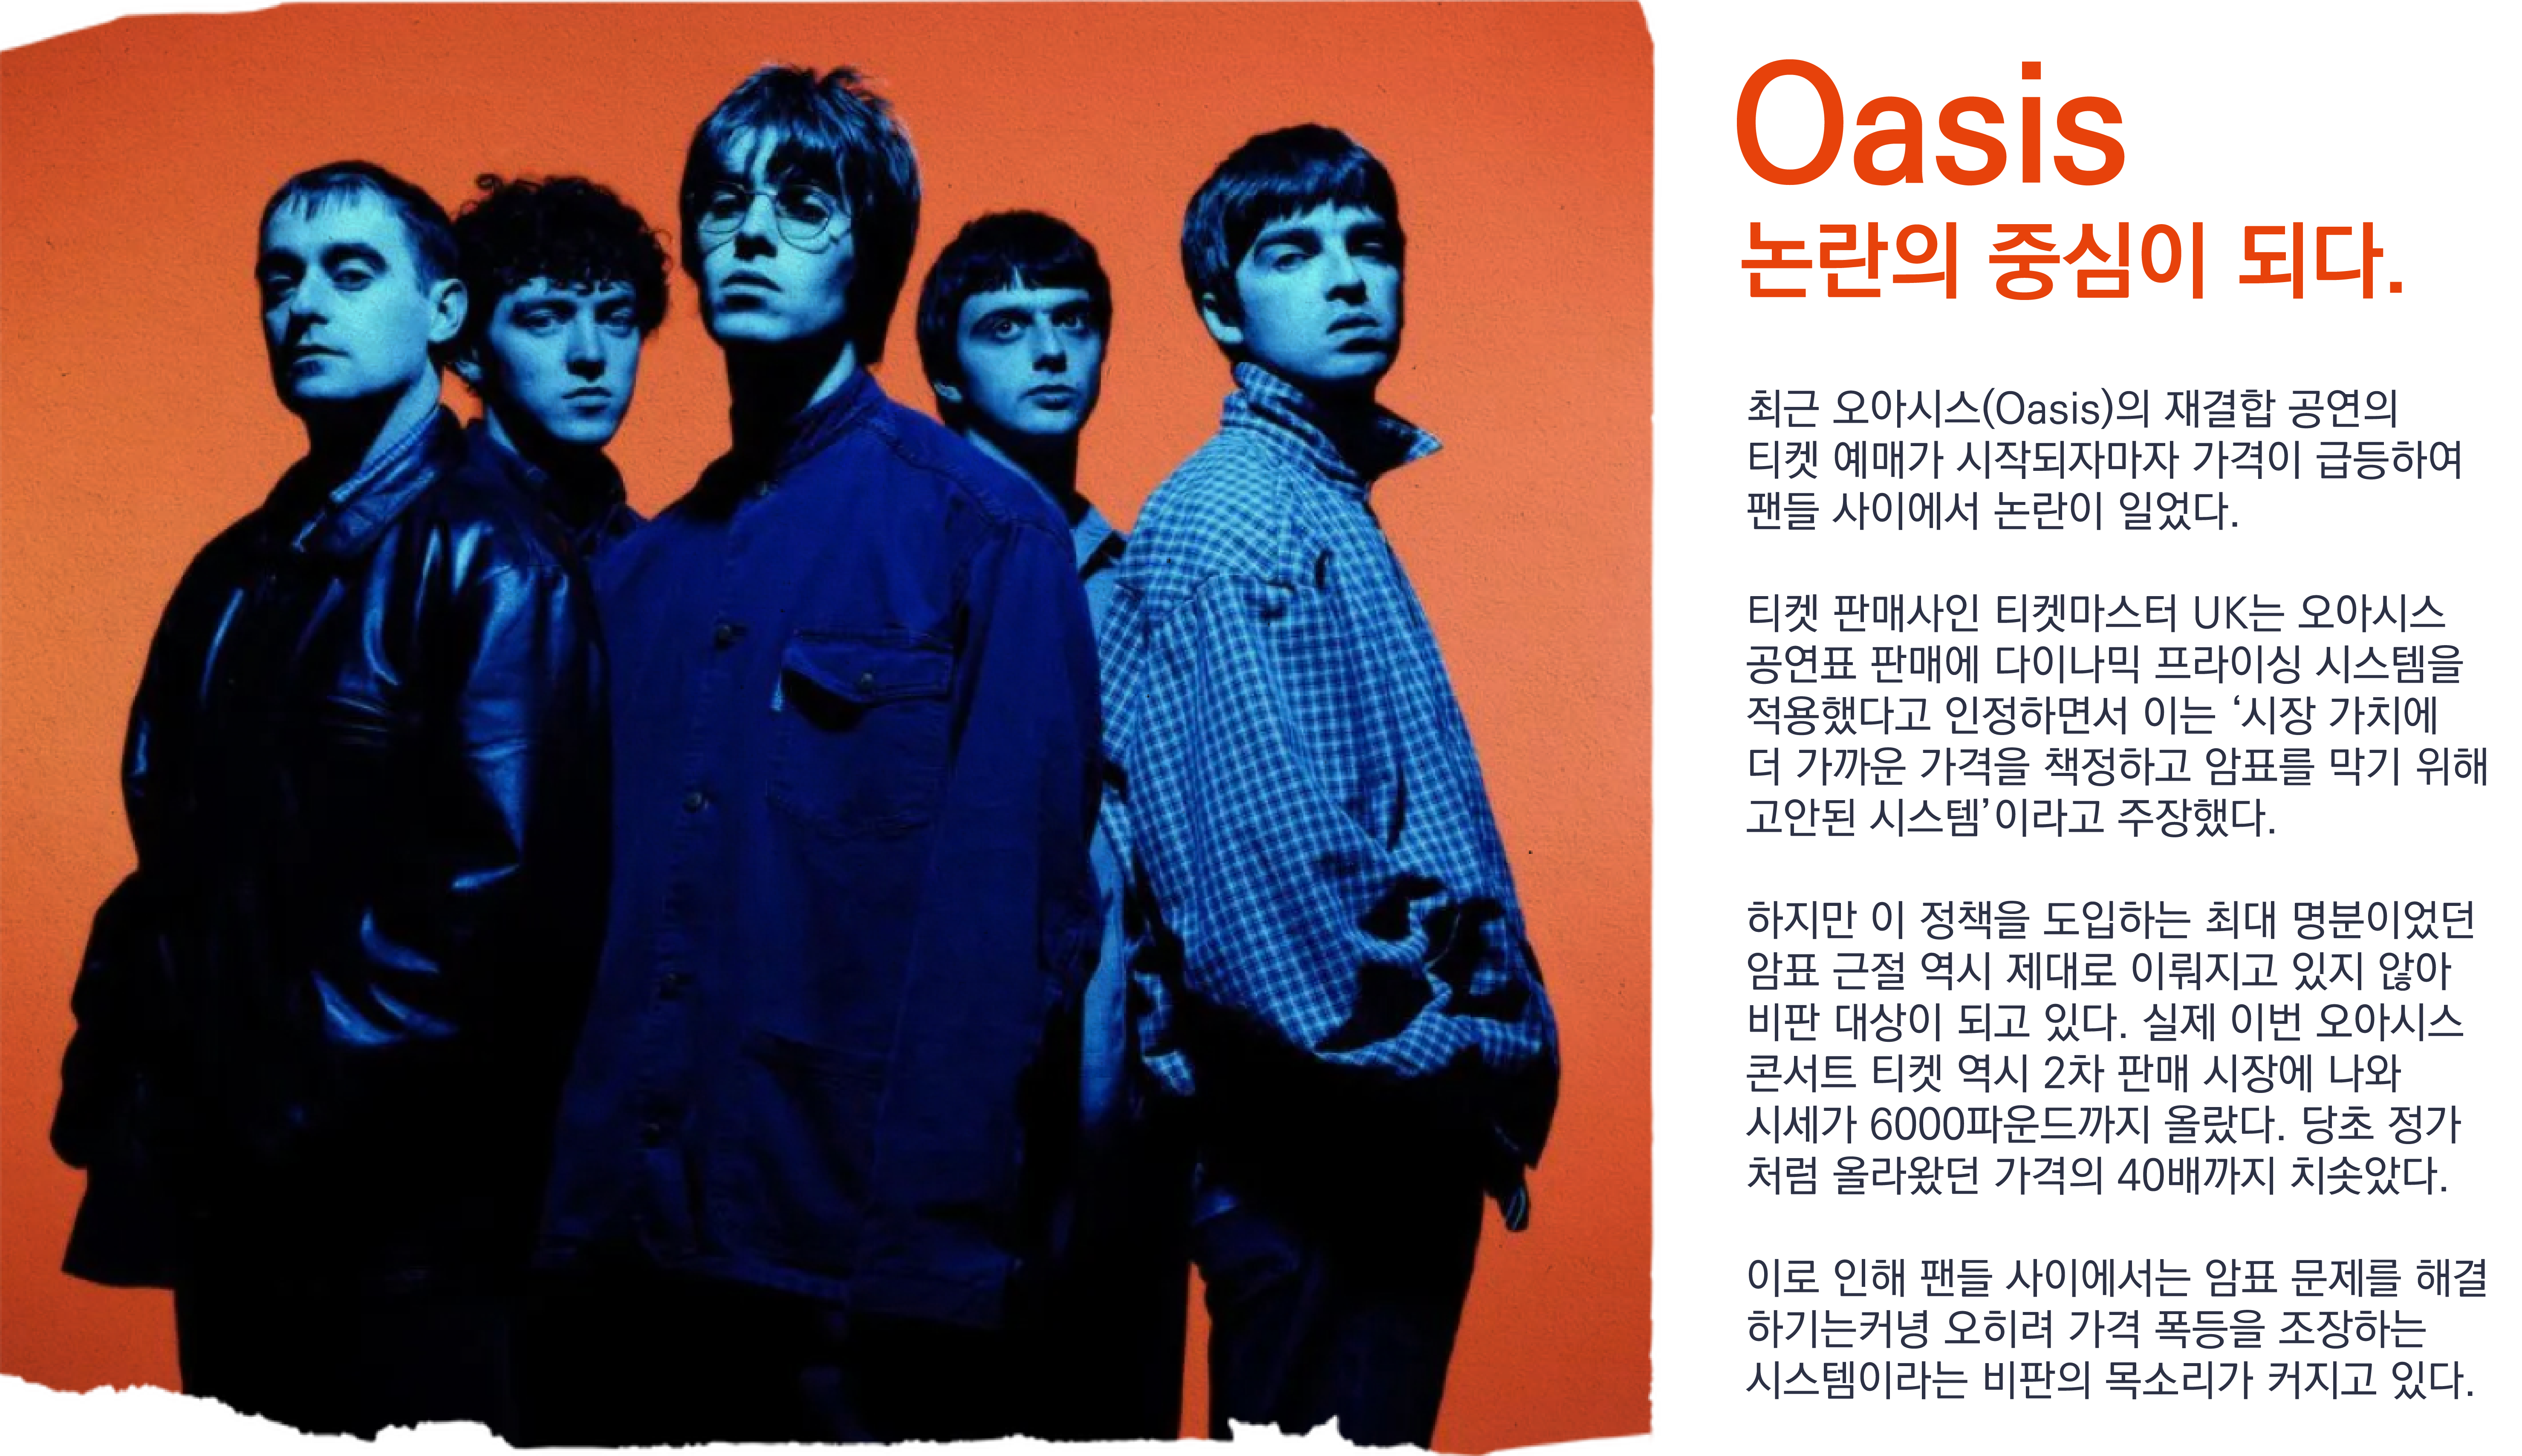 Oasis
논란의 중심이 되다.
최근 오아시스(Oasis)의 재결합 공연의
티켓 예매가 시작되자마자 가격이 급등하여
팬들 사이에서 논란이 일었다.
티켓 판매사인 티켓마스터 UK는 오아시스
공연표 판매에 다이나믹 프라이싱 시스템을
적용했다고 인정하면서 이는 ‘시장 가치에
더 가까운 가격을 책정하고 암표를 막기 위해
고안된 시스템’이라고 주장했다.
하지만 이 정책을 도입하는 최대 명분이었던
암표 근절 역시 제대로 이뤄지고 있지 않아
비판 대상이 되고 있다. 실제 이번 오아시스
콘서트 티켓 역시 2차 판매 시장에 나와
시세가 6000파운드까지 올랐다. 당초 정가
처럼 올라왔던 가격의 40배까지 치솟았다.
이로 인해 팬들 사이에서는 암표 문제를 해결
하기는커녕 오히려 가격 폭등을 조장하는
시스템이라는 비판의 목소리가 커지고 있다.